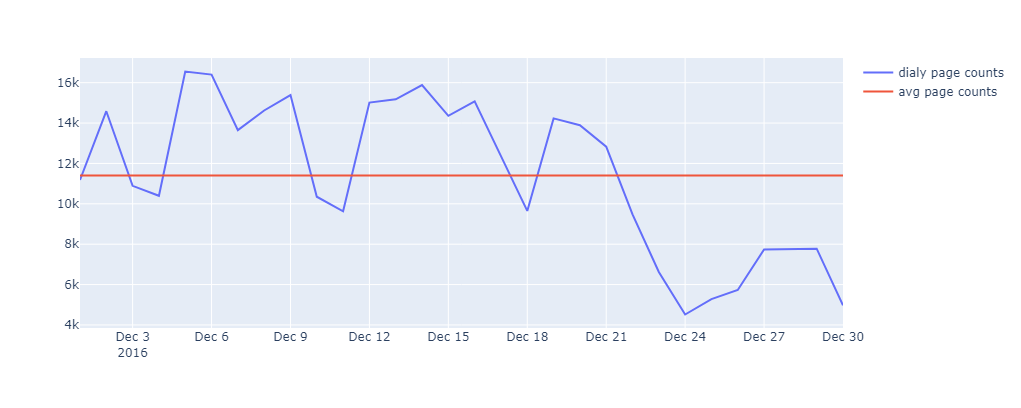 16k
14k
12k
10k
8k
6k
4k
Dec 3
2016
Dec 6
Dec 9
Dec 12
Dec 15
Dec 18
Dec 21
Dec 24
Dec 27
Dec 30
dialy page counts
avg page counts